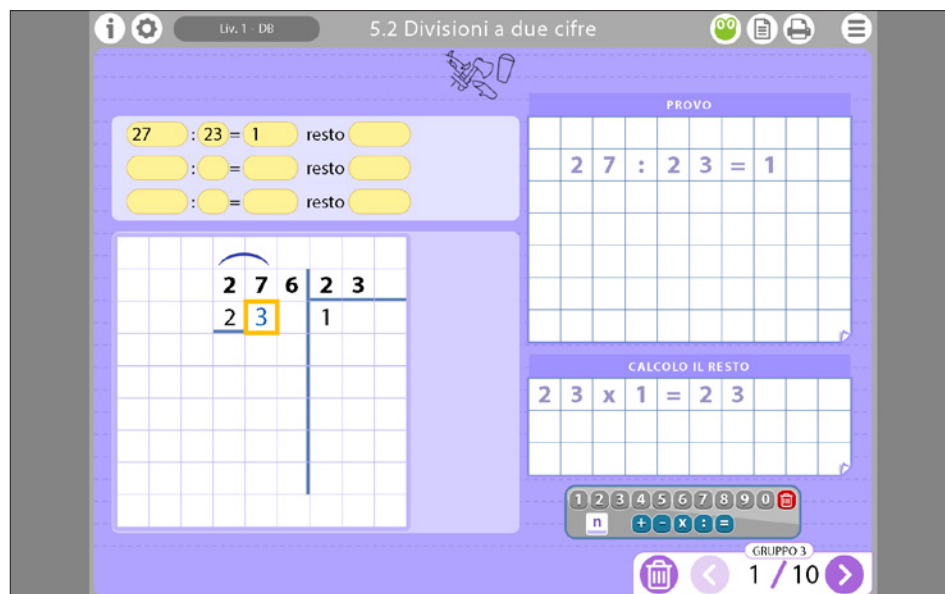 i Liv. 1 - DB 5.2 Divisioni a due cifre
27 : 23 = 1 resto
: = resto
: = resto
2 7 6 2 3
2 3 1
PROVO
2 7 : 2 3 = 1
CALCOLO IL RESTO
2 3 x 1 = 2 3
1 2 3 4 5 6 7 8 9 0
n + - x : =
GRUPPO 3
1 / 10